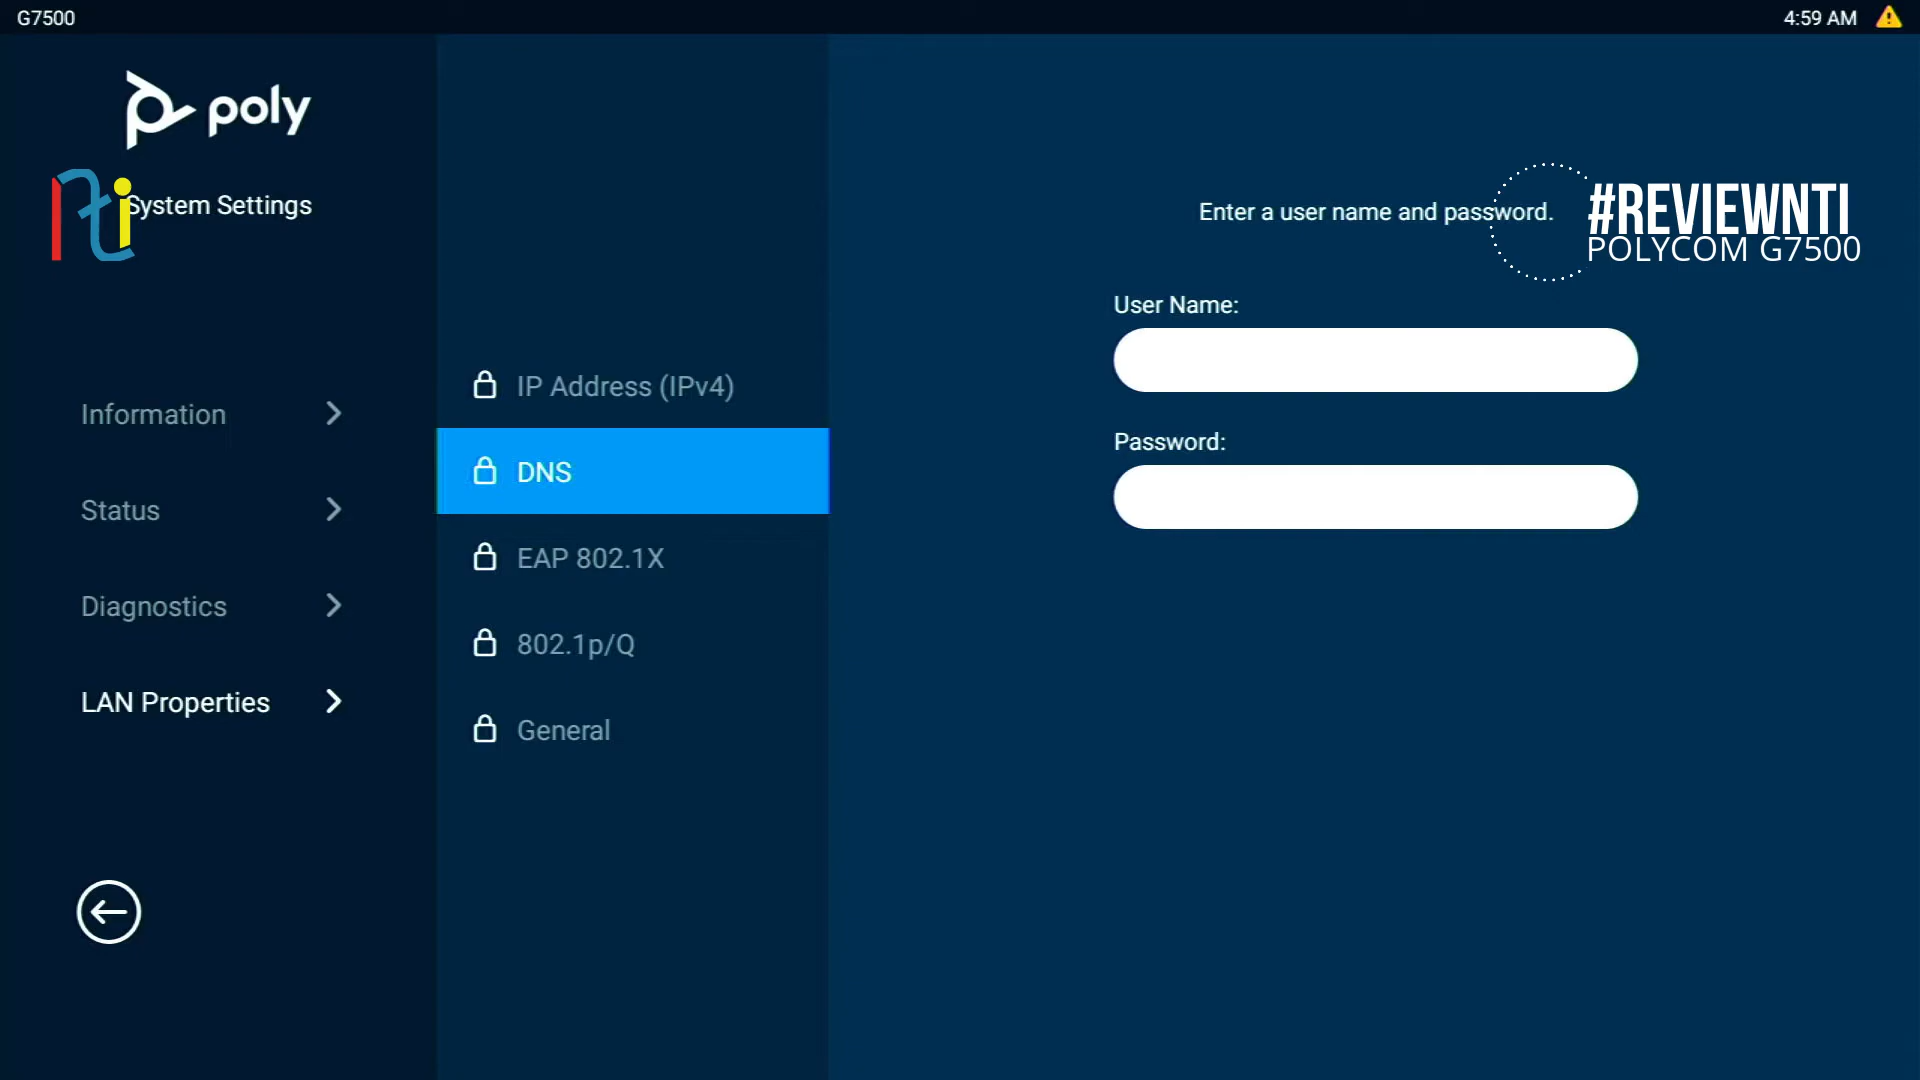 G7500
4:59 AM
poly
nti
System Settings
Information
Status
Diagnostics
LAN Properties
IP Address (IPv4)
DNS
EAP 802.1X
802.1p/Q
General
Enter a user name and password.
User Name:
Password:
#REVIEWNTI
POLYCOM G7500